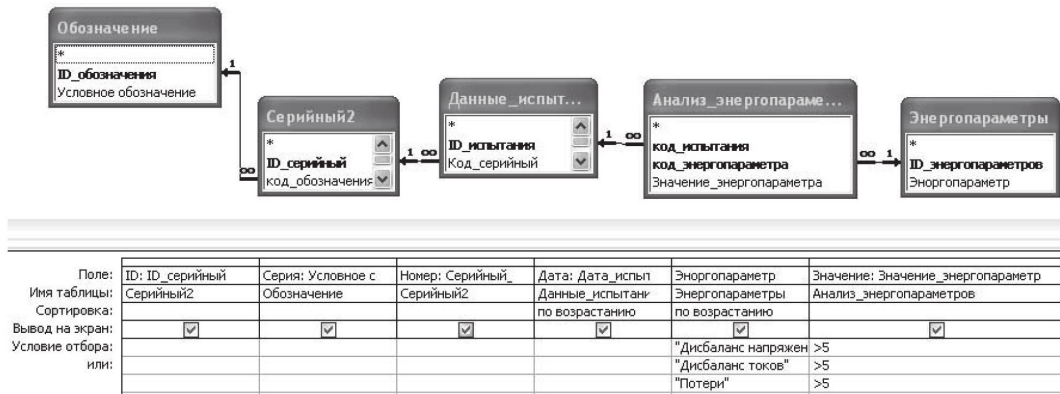 Обозначение
*
ID_обозначения
Условное обозначение
1
∞
Серийный2
*
ID_серийный
код_обозначения
1 ∞
Данные_испыт...
*
ID_испытания
Код_серийный
1 ∞
Анализ_энергопараме...
*
код_испытания
код_энергопараметра
Значение_энергопараметра
∞ 1
Энергопараметры
*
ID_энергопараметров
Эноргопараметр
Поле: ID: ID_серийный Серия: Условное с Номер: Серийный_ Дата: Дата_испыт Эноргопараметр Значение: Значение_энергопараметр
Имя таблицы: Серийный2 Обозначение Серийный2 Данные_испытани Энергопараметры Анализ_энергопараметров
Сортировка: по возрастанию по возрастанию
Вывод на экран:
Условие отбора: "Дисбаланс напряжен >5
или: "Дисбаланс токов" >5
"Потери" >5